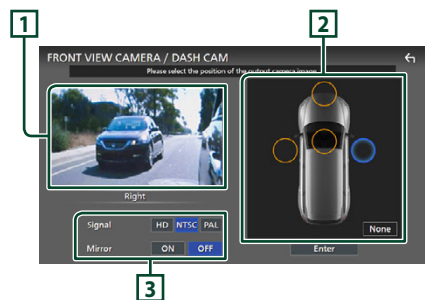 1
2
FRONT VIEW CAMERA / DASH CAM
Please select the position of the output camera image.
Right
Signal HD NTSC PAL
Mirror ON OFF
None
Enter
3